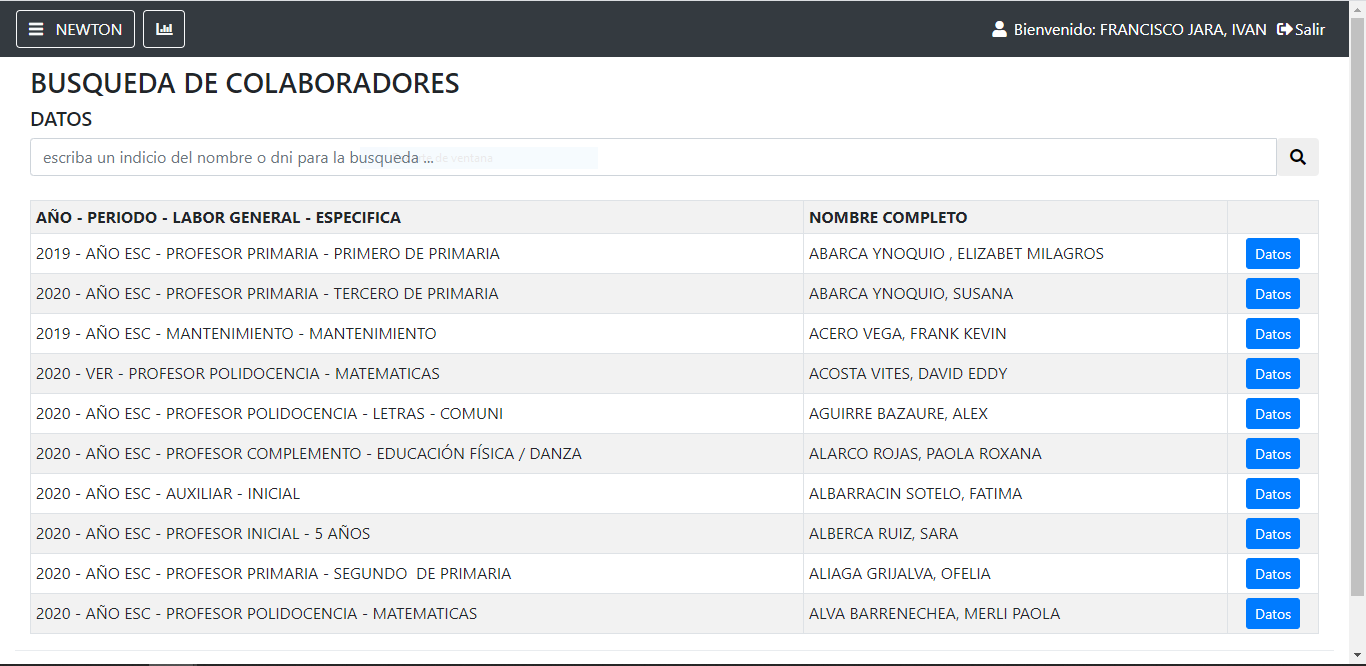 NEWTON
Bienvenido: FRANCISCO JARA, IVAN Salir
BUSQUEDA DE COLABORADORES
DATOS
escriba un indicio del nombre o dni para la busqueda ...
de ventana
AÑO - PERIODO - LABOR GENERAL - ESPECIFICA NOMBRE COMPLETO
2019 - AÑO ESC - PROFESOR PRIMARIA - PRIMERO DE PRIMARIA ABARCA YNOQUIO , ELIZABET MILAGROS Datos
2020 - AÑO ESC - PROFESOR PRIMARIA - TERCERO DE PRIMARIA ABARCA YNOQUIO, SUSANA Datos
2019 - AÑO ESC - MANTENIMIENTO - MANTENIMIENTO ACERO VEGA, FRANK KEVIN Datos
2020 - VER - PROFESOR POLIDOCENCIA - MATEMATICAS ACOSTA VITES, DAVID EDDY Datos
2020 - AÑO ESC - PROFESOR POLIDOCENCIA - LETRAS - COMUNI AGUIRRE BAZAURE, ALEX Datos
2020 - AÑO ESC - PROFESOR COMPLEMENTO - EDUCACIÓN FÍSICA / DANZA ALARCO ROJAS, PAOLA ROXANA Datos
2020 - AÑO ESC - AUXILIAR - INICIAL ALBARRACIN SOTELO, FATIMA Datos
2020 - AÑO ESC - PROFESOR INICIAL - 5 AÑOS ALBERCA RUIZ, SARA Datos
2020 - AÑO ESC - PROFESOR PRIMARIA - SEGUNDO  DE PRIMARIA ALIAGA GRIJALVA, OFELIA Datos
2020 - AÑO ESC - PROFESOR POLIDOCENCIA - MATEMATICAS ALVA BARRENECHEA, MERLI PAOLA Datos